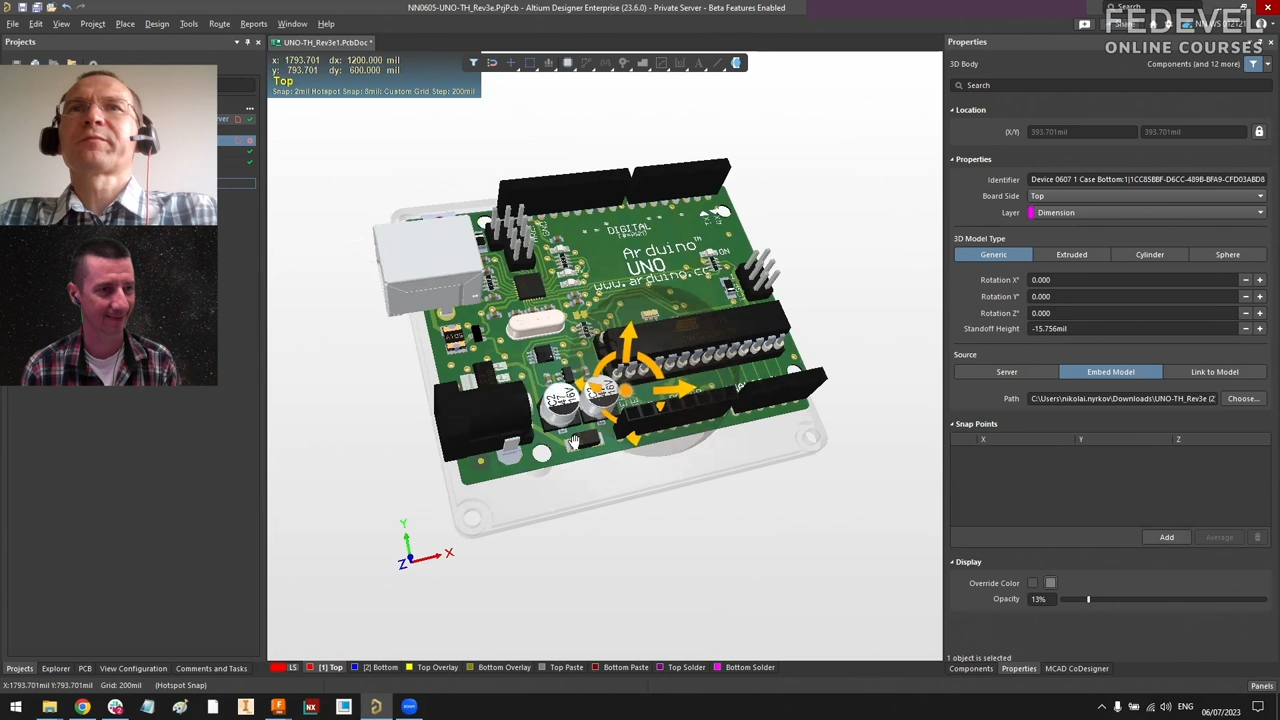 NN0605-UNO-TH_Rev3e.PrjPcb - Altium Designer Enterprise (23.6.0) - Private Server - Beta Features Enabled
Search
File Edit View Project Place Design Tools Route Reports Window Help
Share
FEDEVEL
ONLINE COURSES
Projects
UNO-TH_Rev3e1.PcbDoc *
Properties
x: 1793.701 dx: 1200.000 mil
y: 793.701 dy: 600.000 mil
Top
Snap: 2mil Hotspot Snap: 8mil; Custom Grid Step: 200mil
3D Body
Components (and 12 more)
Search
Location
(X/Y) 393.701mil 393.701mil
Properties
Identifier Device 0607 1 Case Bottom:1|1CC85BBF-D6CC-489B-BFA9-CFD03ABD8
Board Side Top
Layer Dimension
3D Model Type
Generic Extruded Cylinder Sphere
Rotation X° 0.000
Rotation Y° 0.000
Rotation Z° 0.000
Standoff Height -15.756mil
Source
Server Embed Model Link to Model
Path C:\Users\nikolai.nyrkov\Downloads\UNO-TH_Rev3e (Z Choose...
Snap Points
X Y Z
Add Average
Display
Override Color
Opacity 13%
DIGITAL
Arduino™
UNO
ON
www.arduino.cc
C2
47
16V
16V
Y
X
Z
1 object is selected
LS [1] Top [2] Bottom Top Overlay Bottom Overlay Top Paste Bottom Paste Top Solder Bottom Solder
Projects Explorer PCB View Configuration Comments and Tasks
Components Properties MCAD CoDesigner
X:1793.701mil Y:793.701mil Grid: 200mil (Hotspot Snap)
Panels
ENG
06/07/2023